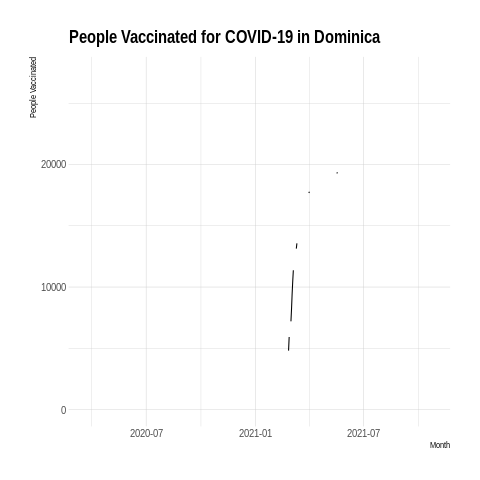 People Vaccinated for COVID-19 in Dominica
People Vaccinated
20000
10000
0
2020-07
2021-01
2021-07
Month